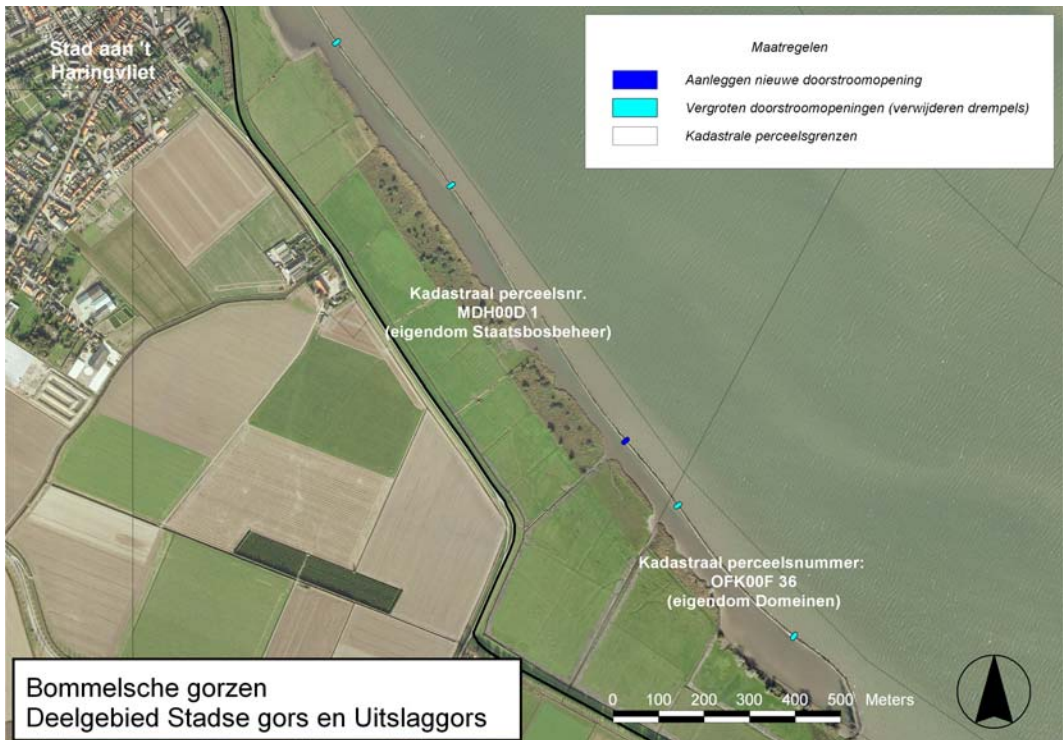 Stad aan 't
Haringvliet
Maatregelen
Aanleggen nieuwe doorstroomopening
Vergroten doorstroomopeningen (verwijderen drempels)
Kadastrale perceelsgrenzen
Kadastraal perceelsnr.
MDH00D 1
(eigendom Staatsbosbeheer)
Kadastraal perceelsnummer:
OFK00F 36
(eigendom Domeinen)
Bommelsche gorzen
Deelgebied Stadse gors en Uitslaggors
0 100 200 300 400 500 Meters